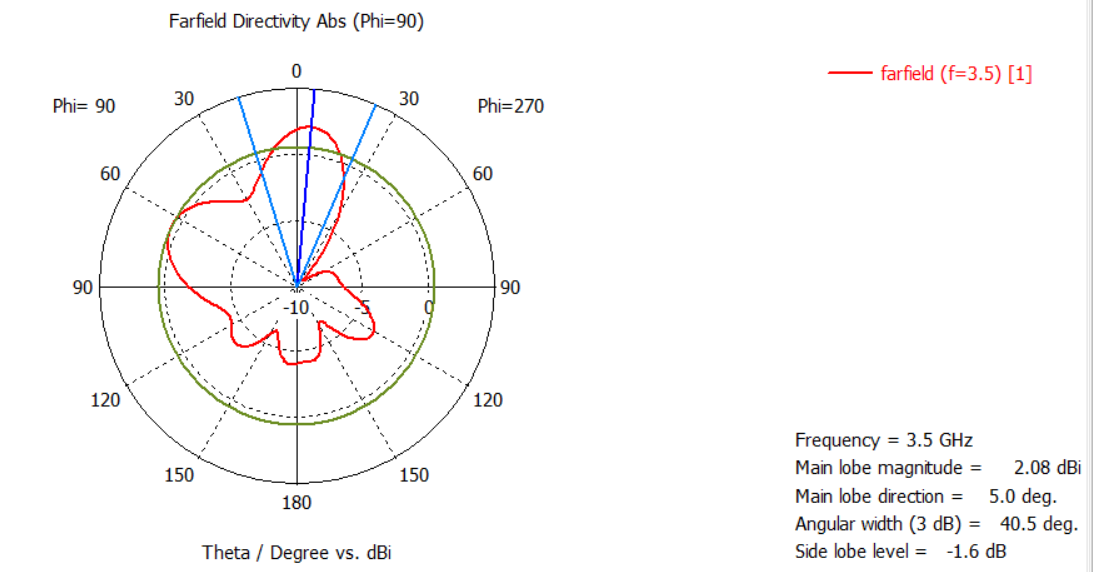 Farfield Directivity Abs (Phi=90)
farfield (f=3.5) [1]
0
Phi= 90
30
30
Phi=270
60
60
90
-10
-5
0
90
120
120
150
150
180
Theta / Degree vs. dBi
Frequency = 3.5 GHz
Main lobe magnitude = 2.08 dBi
Main lobe direction = 5.0 deg.
Angular width (3 dB) = 40.5 deg.
Side lobe level = -1.6 dB